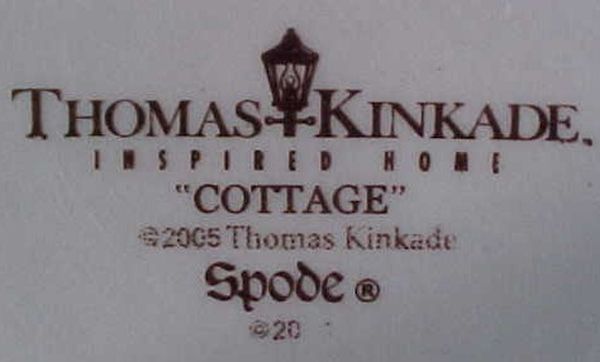 THOMAS KINKADE.
INSPIRED HOME
"COTTAGE"
©2005 Thomas Kinkade
Spode ®
©20